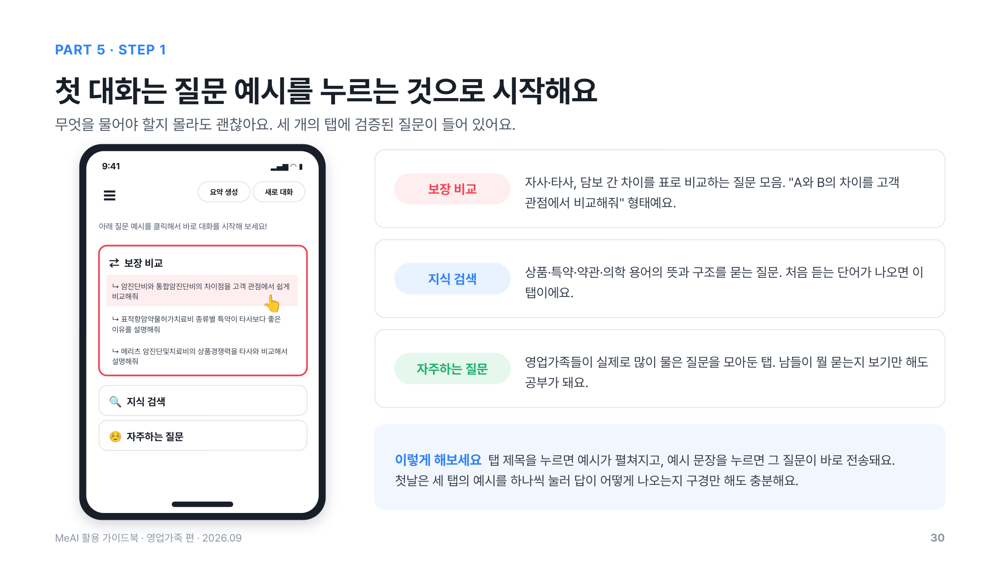 PART 5 · STEP 1
첫 대화는 질문 예시를 누르는 것으로 시작해요
무엇을 물어야 할지 몰라도 괜찮아요. 세 개의 탭에 검증된 질문이 들어 있어요.
9:41
요약 생성
새로 대화
아래 질문 예시를 클릭해서 바로 대화를 시작해 보세요!
⇄ 보장 비교
↳ 암진단비와 통합암진단비의 차이점을 고객 관점에서 쉽게
비교해줘
↳ 표적항암약물허가치료비 종류별 특약이 타사보다 좋은
이유를 설명해줘
↳ 메리츠 암진단및치료비의 상품경쟁력을 타사와 비교해서
설명해줘
지식 검색
자주하는 질문
보장 비교
자사·타사, 담보 간 차이를 표로 비교하는 질문 모음. "A와 B의 차이를 고객
관점에서 비교해줘" 형태예요.
지식 검색
상품·특약·약관·의학 용어의 뜻과 구조를 묻는 질문. 처음 듣는 단어가 나오면 이
탭이에요.
자주하는 질문
영업가족들이 실제로 많이 물은 질문을 모아둔 탭. 남들이 뭘 묻는지 보기만 해도
공부가 돼요.
이렇게 해보세요 탭 제목을 누르면 예시가 펼쳐지고, 예시 문장을 누르면 그 질문이 바로 전송돼요.
첫날은 세 탭의 예시를 하나씩 눌러 답이 어떻게 나오는지 구경만 해도 충분해요.
MeAI 활용 가이드북 · 영업가족 편 · 2026.09
30